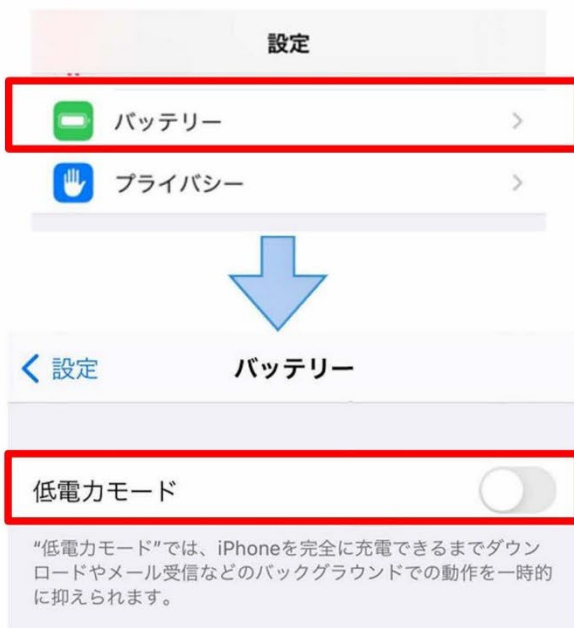 設定
バッテリー
プライバシー
設定
バッテリー
低電力モード
“低電力モード”では、iPhoneを完全に充電できるまでダウン
ロードやメール受信などのバックグラウンドでの動作を一時的
に抑えられます。